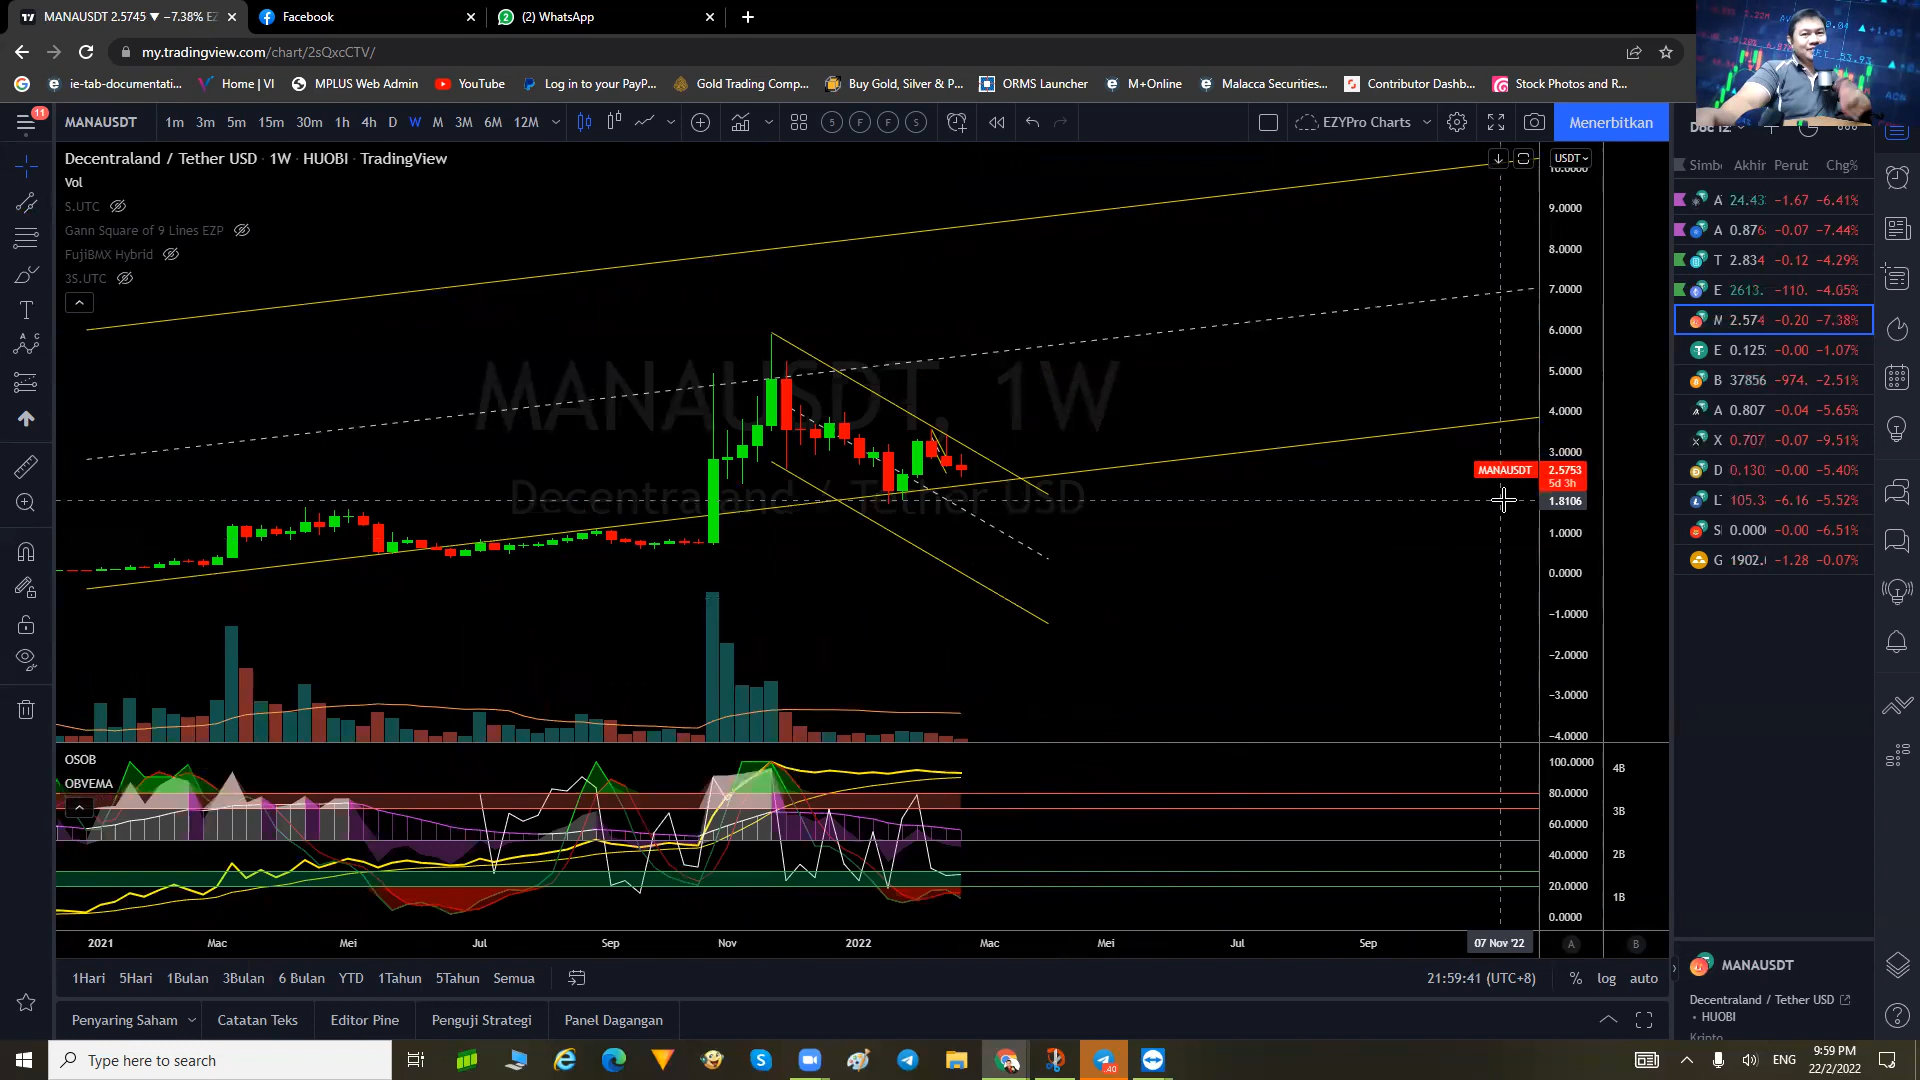 MANAUSDT 2.5745 ▼ −7.38% EZ
Facebook
(2) WhatsApp
my.tradingview.com/chart/2sQxcCTV/
ie-tab-documentati...
Home | VI
MPLUS Web Admin
YouTube
Log in to your PayP...
Gold Trading Comp...
Buy Gold, Silver & P...
ORMS Launcher
M+Online
Malacca Securities...
Contributor Dashb...
Stock Photos and R...
11
MANAUSDT
1m 3m 5m 15m 30m 1h 4h D W M 3M 6M 12M
5 F F S
EZYPro Charts
Menerbitkan
Decentraland / Tether USD · 1W · HUOBI · TradingView
Vol
S.UTC
Gann Square of 9 Lines EZP
FujiBMX Hybrid
3S.UTC
MANAUSDT, 1W
Decentraland / Tether USD
USDT
10.0000
9.0000
8.0000
7.0000
6.0000
5.0000
4.0000
3.0000
MANAUSDT 2.5753
5d 3h
1.8106
1.0000
0.0000
−1.0000
−2.0000
−3.0000
−4.0000
OSOB
OBVEMA
100.0000 4B
80.0000
3B
60.0000
40.0000 2B
20.0000
1B
0.0000
2021 Mac Mei Jul Sep Nov 2022 Mac Mei Jul Sep 07 Nov '22 A B
1Hari 5Hari 1Bulan 3Bulan 6 Bulan YTD 1Tahun 5Tahun Semua
21:59:41 (UTC+8) % log auto
Penyaring Saham Catatan Teks Editor Pine Penguji Strategi Panel Dagangan
Simb Akhir Perub Chg%
A 24.43 −1.67 −6.41%
A 0.876 −0.07 −7.44%
T 2.834 −0.12 −4.29%
E 2613. −110. −4.05%
M 2.574 −0.20 −7.38%
E 0.125 −0.00 −1.07%
B 37856 −974. −2.51%
A 0.807 −0.04 −5.65%
X 0.707 −0.07 −9.51%
D 0.130 −0.00 −5.40%
L 105.3 −6.16 −5.52%
S 0.000 −0.00 −6.51%
G 1902. −1.28 −0.07%
MANAUSDT
Decentraland / Tether USD
• HUOBI
Kripto
Type here to search
ENG
9:59 PM
22/2/2022